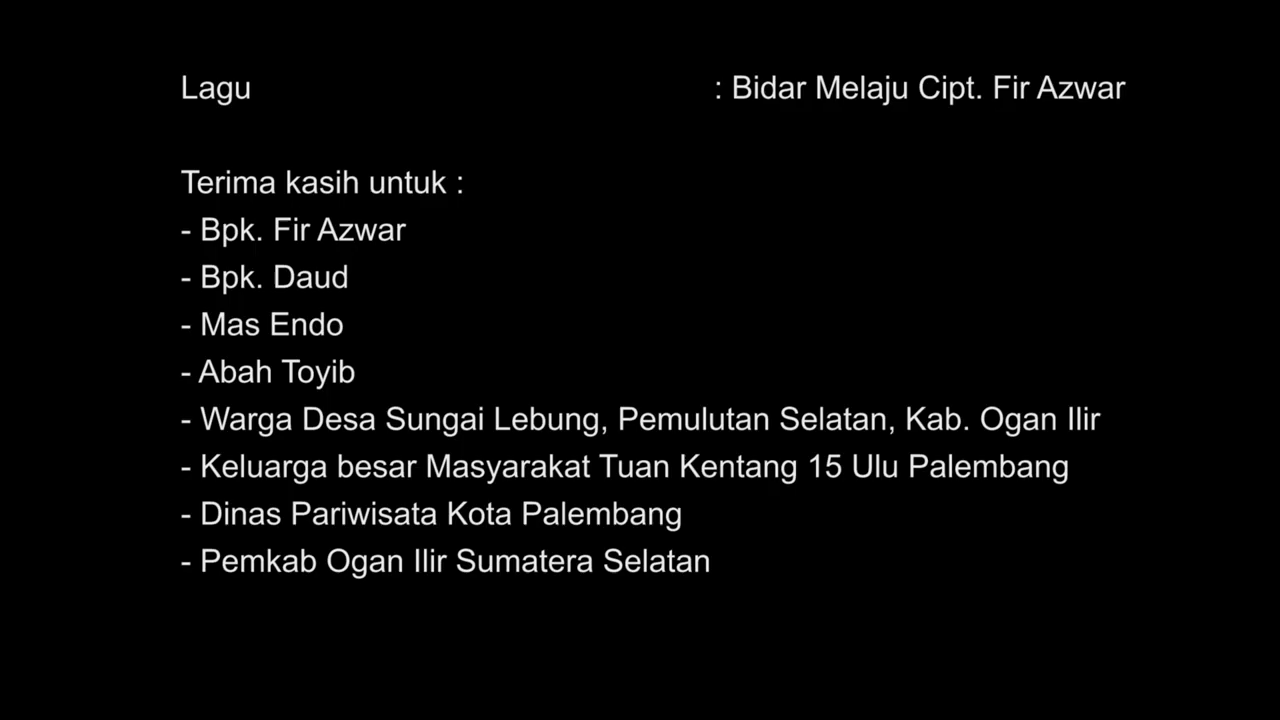 Lagu : Bidar Melaju Cipt. Fir Azwar
Terima kasih untuk :
- Bpk. Fir Azwar
- Bpk. Daud
- Mas Endo
- Abah Toyib
- Warga Desa Sungai Lebung, Pemulutan Selatan, Kab. Ogan Ilir
- Keluarga besar Masyarakat Tuan Kentang 15 Ulu Palembang
- Dinas Pariwisata Kota Palembang
- Pemkab Ogan Ilir Sumatera Selatan